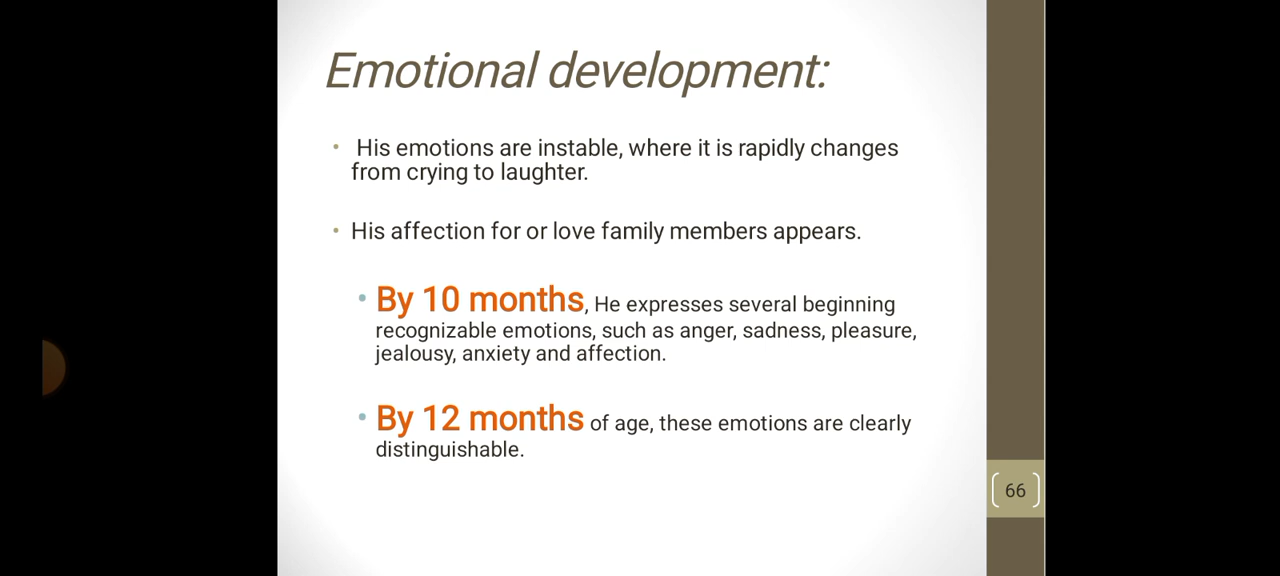 Emotional development:
• His emotions are instable, where it is rapidly changes
from crying to laughter.
• His affection for or love family members appears.
• By 10 months, He expresses several beginning
recognizable emotions, such as anger, sadness, pleasure,
jealousy, anxiety and affection.
• By 12 months of age, these emotions are clearly
distinguishable.
66